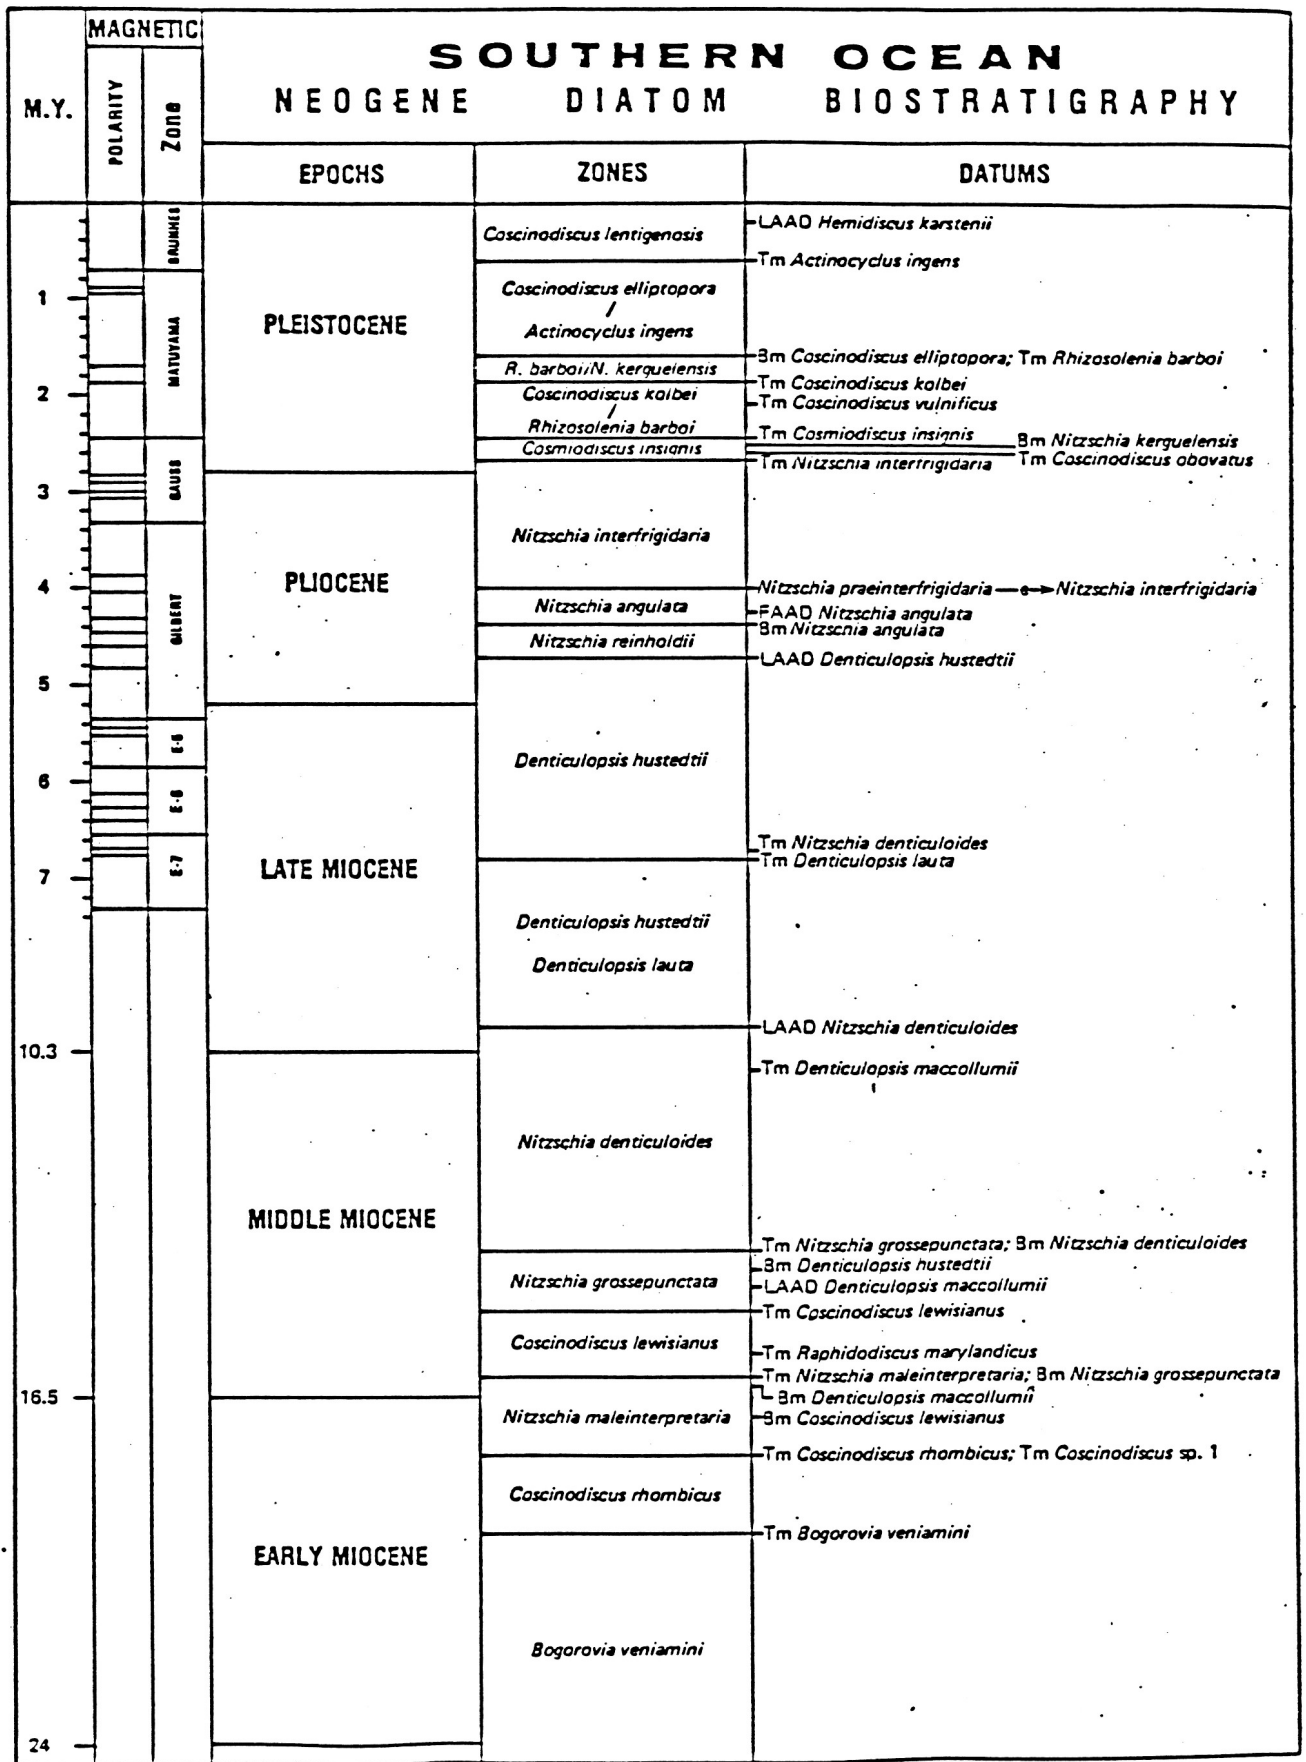 MAGNETIC
SOUTHERN OCEAN
NEOGENE DIATOM BIOSTRATIGRAPHY
M.Y.
POLARITY
Zone
EPOCHS
ZONES
DATUMS
BRUNHES
MATUYAMA
GAUSS
GILBERT
E-5
E-6
E-7
1
2
3
4
5
6
7
10.3
16.5
24
PLEISTOCENE
PLIOCENE
LATE MIOCENE
MIDDLE MIOCENE
EARLY MIOCENE
Coscinodiscus lentigenosis
Coscinodiscus elliptopora
/
Actinocyclus ingens
R. barboi/N. kerguelensis
Coscinodiscus kolbei
/
Rhizosolenia barboi
Cosmiodiscus insignis
Nitzschia interfrigidaria
Nitzschia angulata
Nitzschia reinholdii
Denticulopsis hustedtii
Denticulopsis hustedtii
Denticulopsis lauta
Nitzschia denticuloides
Nitzschia grossepunctata
Coscinodiscus lewisianus
Nitzschia maleinterpretaria
Coscinodiscus rhombicus
Bogorovia veniamini
LAAD Hemidiscus karstenii
Tm Actinocyclus ingens
Bm Coscinodiscus elliptopora; Tm Rhizosolenia barboi
Tm Coscinodiscus kolbei
Tm Coscinodiscus vulnificus
Tm Cosmiodiscus insignis
Bm Nitzschia kerguelensis
Tm Nitzschia interfrigidaria
Tm Coscinodiscus obovatus
Nitzschia praeinterfrigidaria — e → Nitzschia interfrigidaria
FAAD Nitzschia angulata
Bm Nitzschia angulata
LAAD Denticulopsis hustedtii
Tm Nitzschia denticuloides
Tm Denticulopsis lauta
LAAD Nitzschia denticuloides
Tm Denticulopsis maccollumii
Tm Nitzschia grossepunctata; Bm Nitzschia denticuloides
Bm Denticulopsis hustedtii
LAAD Denticulopsis maccollumii
Tm Coscinodiscus lewisianus
Tm Raphidodiscus marylandicus
Tm Nitzschia maleinterpretaria; Bm Nitzschia grossepunctata
Bm Denticulopsis maccollumii
Bm Coscinodiscus lewisianus
Tm Coscinodiscus rhombicus; Tm Coscinodiscus sp. 1
Tm Bogorovia veniamini